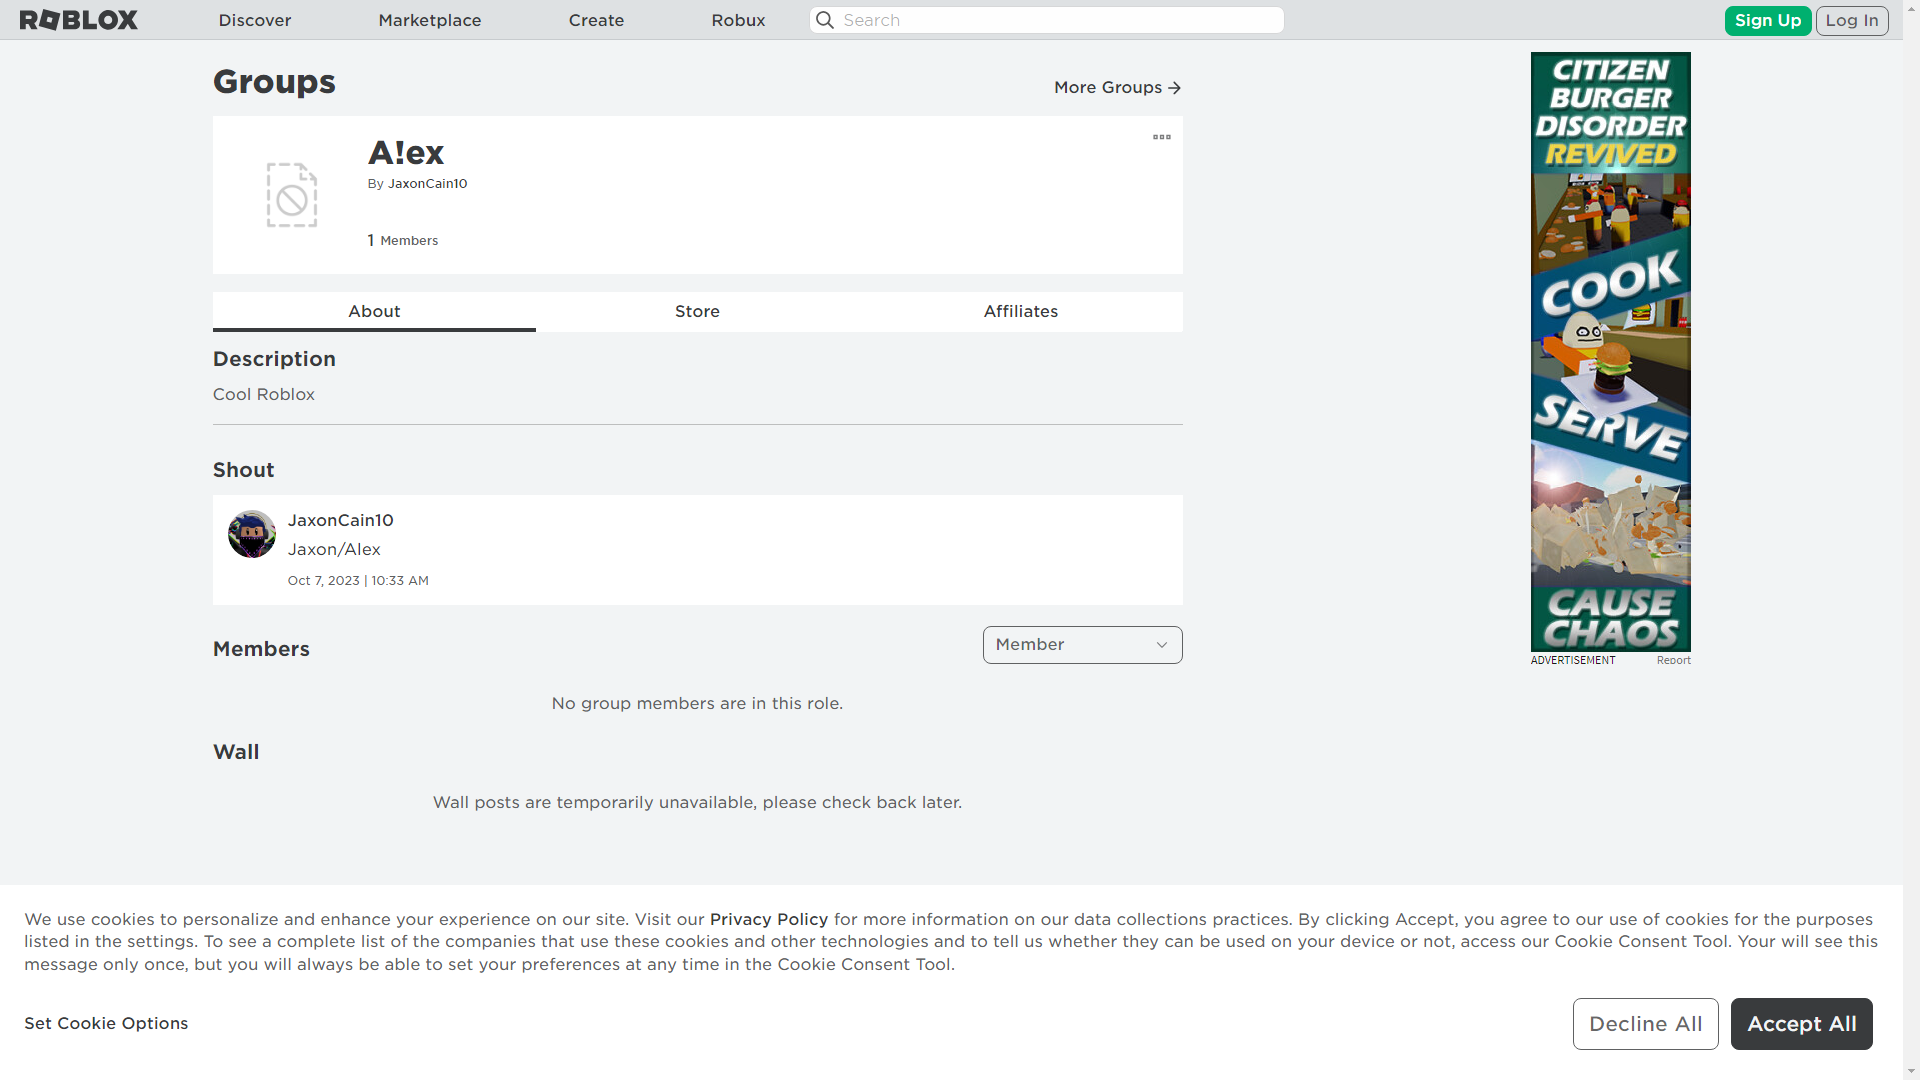 ROBLOX
Discover
Marketplace
Create
Robux
Search
Sign Up
Log In
Groups
More Groups
A!ex
By JaxonCain10
1 Members
About
Store
Affiliates
Description
Cool Roblox
Shout
JaxonCain10
Jaxon/Alex
Oct 7, 2023 | 10:33 AM
Members
Member
No group members are in this role.
Wall
Wall posts are temporarily unavailable, please check back later.
CITIZEN
BURGER
DISORDER
REVIVED
COOK
SERVE
CAUSE
CHAOS
ADVERTISEMENT
Report
We use cookies to personalize and enhance your experience on our site. Visit our Privacy Policy for more information on our data collections practices. By clicking Accept, you agree to our use of cookies for the purposes
listed in the settings. To see a complete list of the companies that use these cookies and other technologies and to tell us whether they can be used on your device or not, access our Cookie Consent Tool. Your will see this
message only once, but you will always be able to set your preferences at any time in the Cookie Consent Tool.
Set Cookie Options
Decline All
Accept All